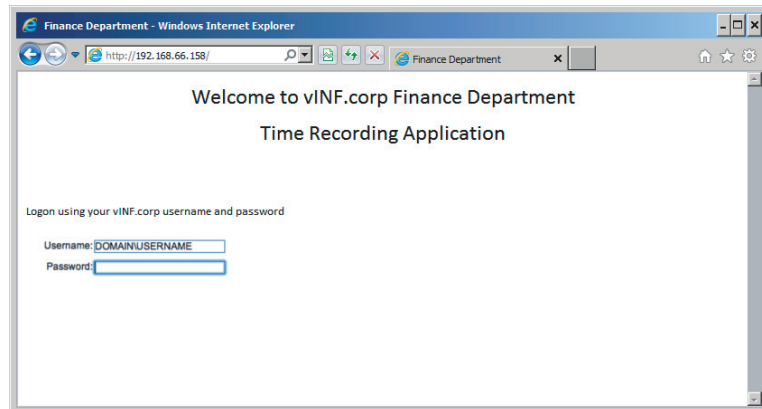 Finance Department - Windows Internet Explorer
http://192.168.66.158/
Finance Department
Welcome to vINF.corp Finance Department
Time Recording Application
Logon using your vINF.corp username and password
Username: DOMAIN\USERNAME
Password: